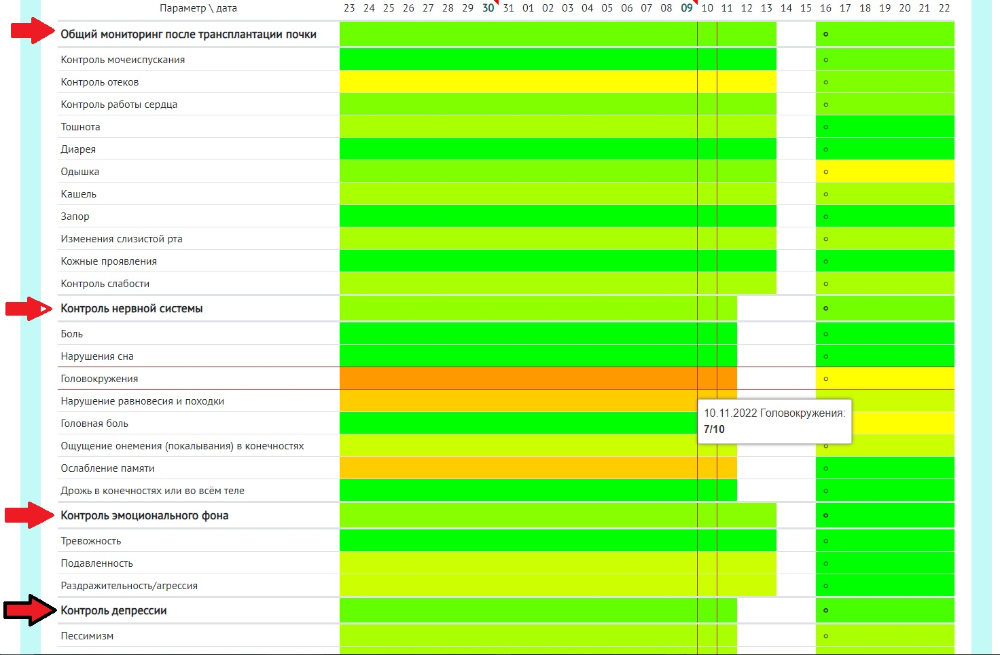 Параметр \ дата 23 24 25 26 27 28 29 30 31 01 02 03 04 05 06 07 08 09 10 11 12 13 14 15 16 17 18 19 20 21 22
Общий мониторинг после трансплантации почки
Контроль мочеиспускания
Контроль отеков
Контроль работы сердца
Тошнота
Диарея
Одышка
Кашель
Запор
Изменения слизистой рта
Кожные проявления
Контроль слабости
Контроль нервной системы
Боль
Нарушения сна
Головокружения
Нарушение равновесия и походки
10.11.2022 Головокружения:
7/10
Головная боль
Ощущение онемения (покалывания) в конечностях
Ослабление памяти
Дрожь в конечностях или во всём теле
Контроль эмоционального фона
Тревожность
Подавленность
Раздражительность/агрессия
Контроль депрессии
Пессимизм